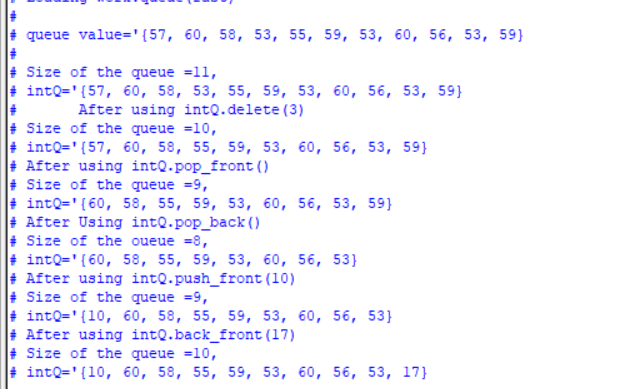 # Loading work.queue(fast)
#
# queue value='{57, 60, 58, 53, 55, 59, 53, 60, 56, 53, 59}
#
# Size of the queue =11,
# intQ='{57, 60, 58, 53, 55, 59, 53, 60, 56, 53, 59}
# After using intQ.delete(3)
# Size of the queue =10,
# intQ='{57, 60, 58, 55, 59, 53, 60, 56, 53, 59}
# After using intQ.pop_front()
# Size of the queue =9,
# intQ='{60, 58, 55, 59, 53, 60, 56, 53, 59}
# After Using intQ.pop_back()
# Size of the queue =8,
# intQ='{60, 58, 55, 59, 53, 60, 56, 53}
# After using intQ.push_front(10)
# Size of the queue =9,
# intQ='{10, 60, 58, 55, 59, 53, 60, 56, 53}
# After using intQ.back_front(17)
# Size of the queue =10,
# intQ='{10, 60, 58, 55, 59, 53, 60, 56, 53, 17}